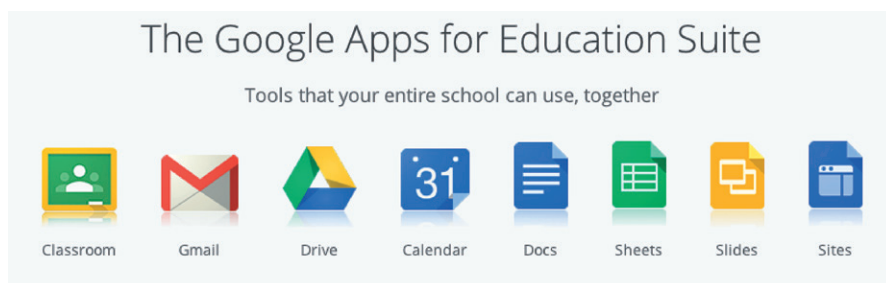 The Google Apps for Education Suite
Tools that your entire school can use, together
31
Classroom Gmail Drive Calendar Docs Sheets Slides Sites